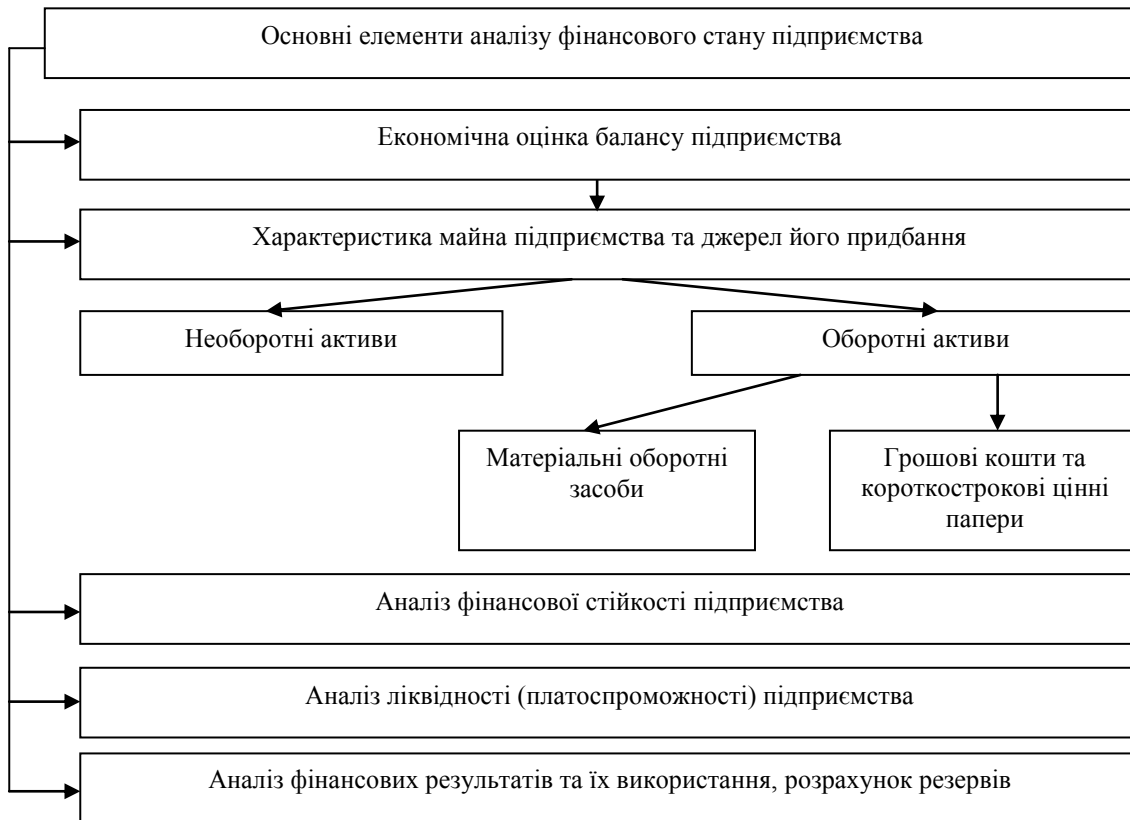 Основні елементи аналізу фінансового стану підприємства
Економічна оцінка балансу підприємства
Характеристика майна підприємства та джерел його придбання
Необоротні активи
Оборотні активи
Матеріальні оборотні
засоби
Грошові кошти та
короткострокові цінні
папери
Аналіз фінансової стійкості підприємства
Аналіз ліквідності (платоспроможності) підприємства
Аналіз фінансових результатів та їх використання, розрахунок резервів